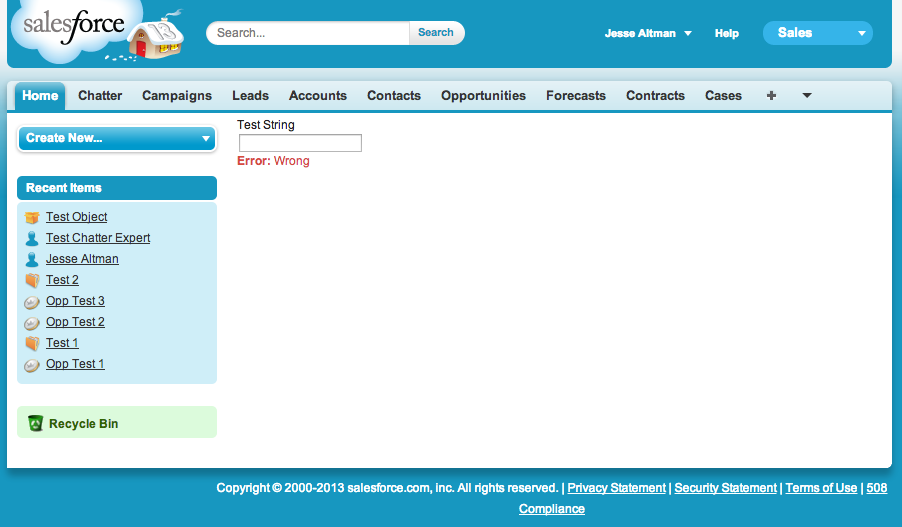 salesforce
Search... Search
Jesse Altman Help Sales
Home Chatter Campaigns Leads Accounts Contacts Opportunities Forecasts Contracts Cases +
Create New...
Test String
Error: Wrong
Recent Items
Test Object
Test Chatter Expert
Jesse Altman
Test 2
Opp Test 3
Opp Test 2
Test 1
Opp Test 1
Recycle Bin
Copyright © 2000-2013 salesforce.com, inc. All rights reserved. | Privacy Statement | Security Statement | Terms of Use | 508
Compliance